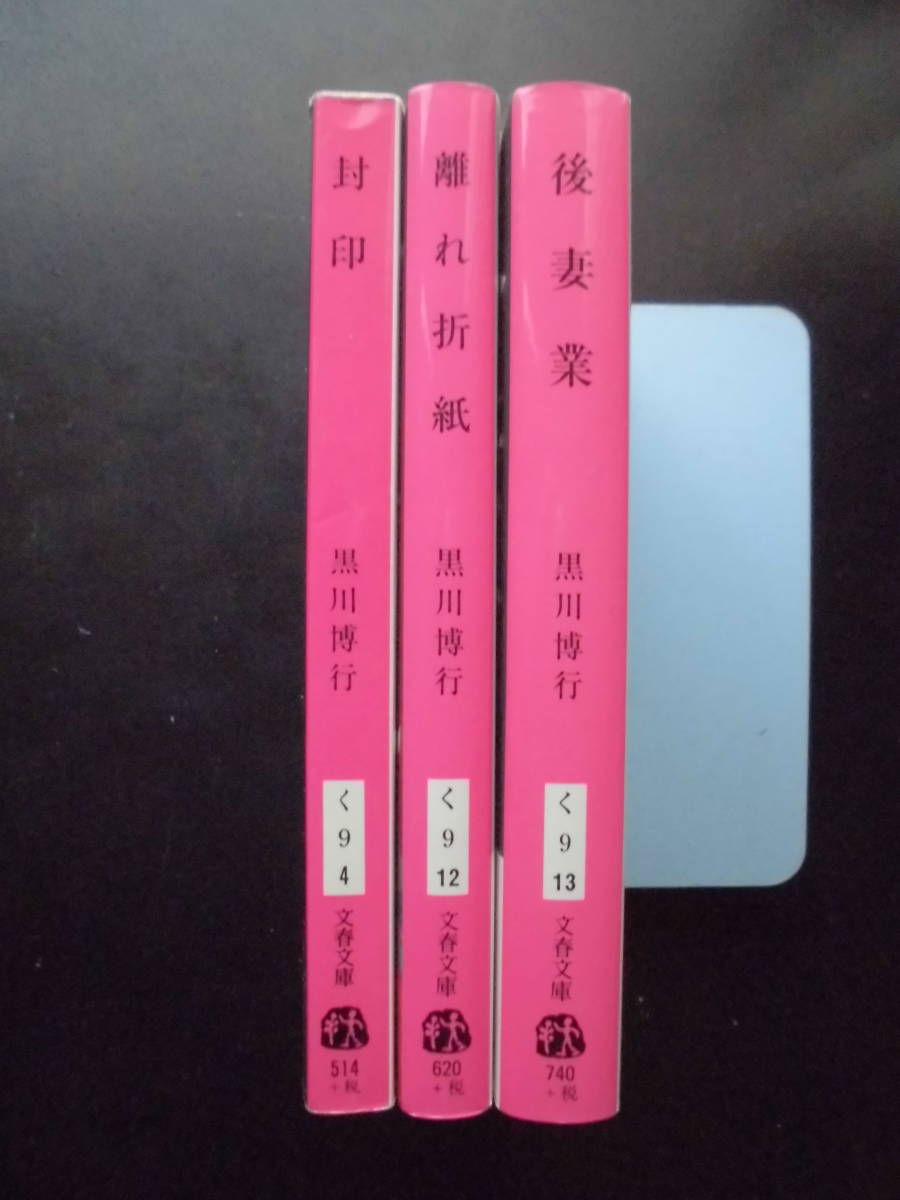 封印
黒川博行
く
9
4
文春文庫
514
+税
離れ折紙
黒川博行
く
9
12
文春文庫
620
+税
後妻業
黒川博行
く
9
13
文春文庫
740
+税